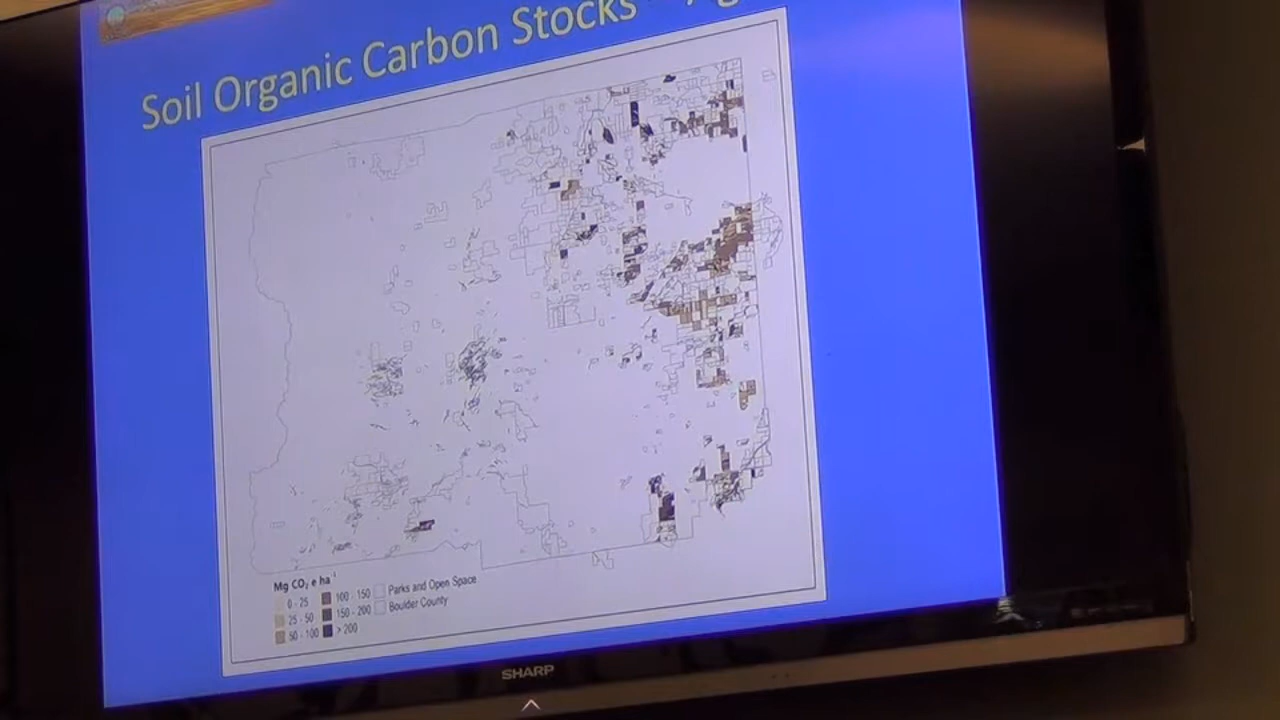 Soil Organic Carbon Stocks
Mg CO₂ e ha⁻¹
0 - 25
25 - 50
50 - 100
100 - 150
150 - 200
> 200
Parks and Open Space
Boulder County
SHARP